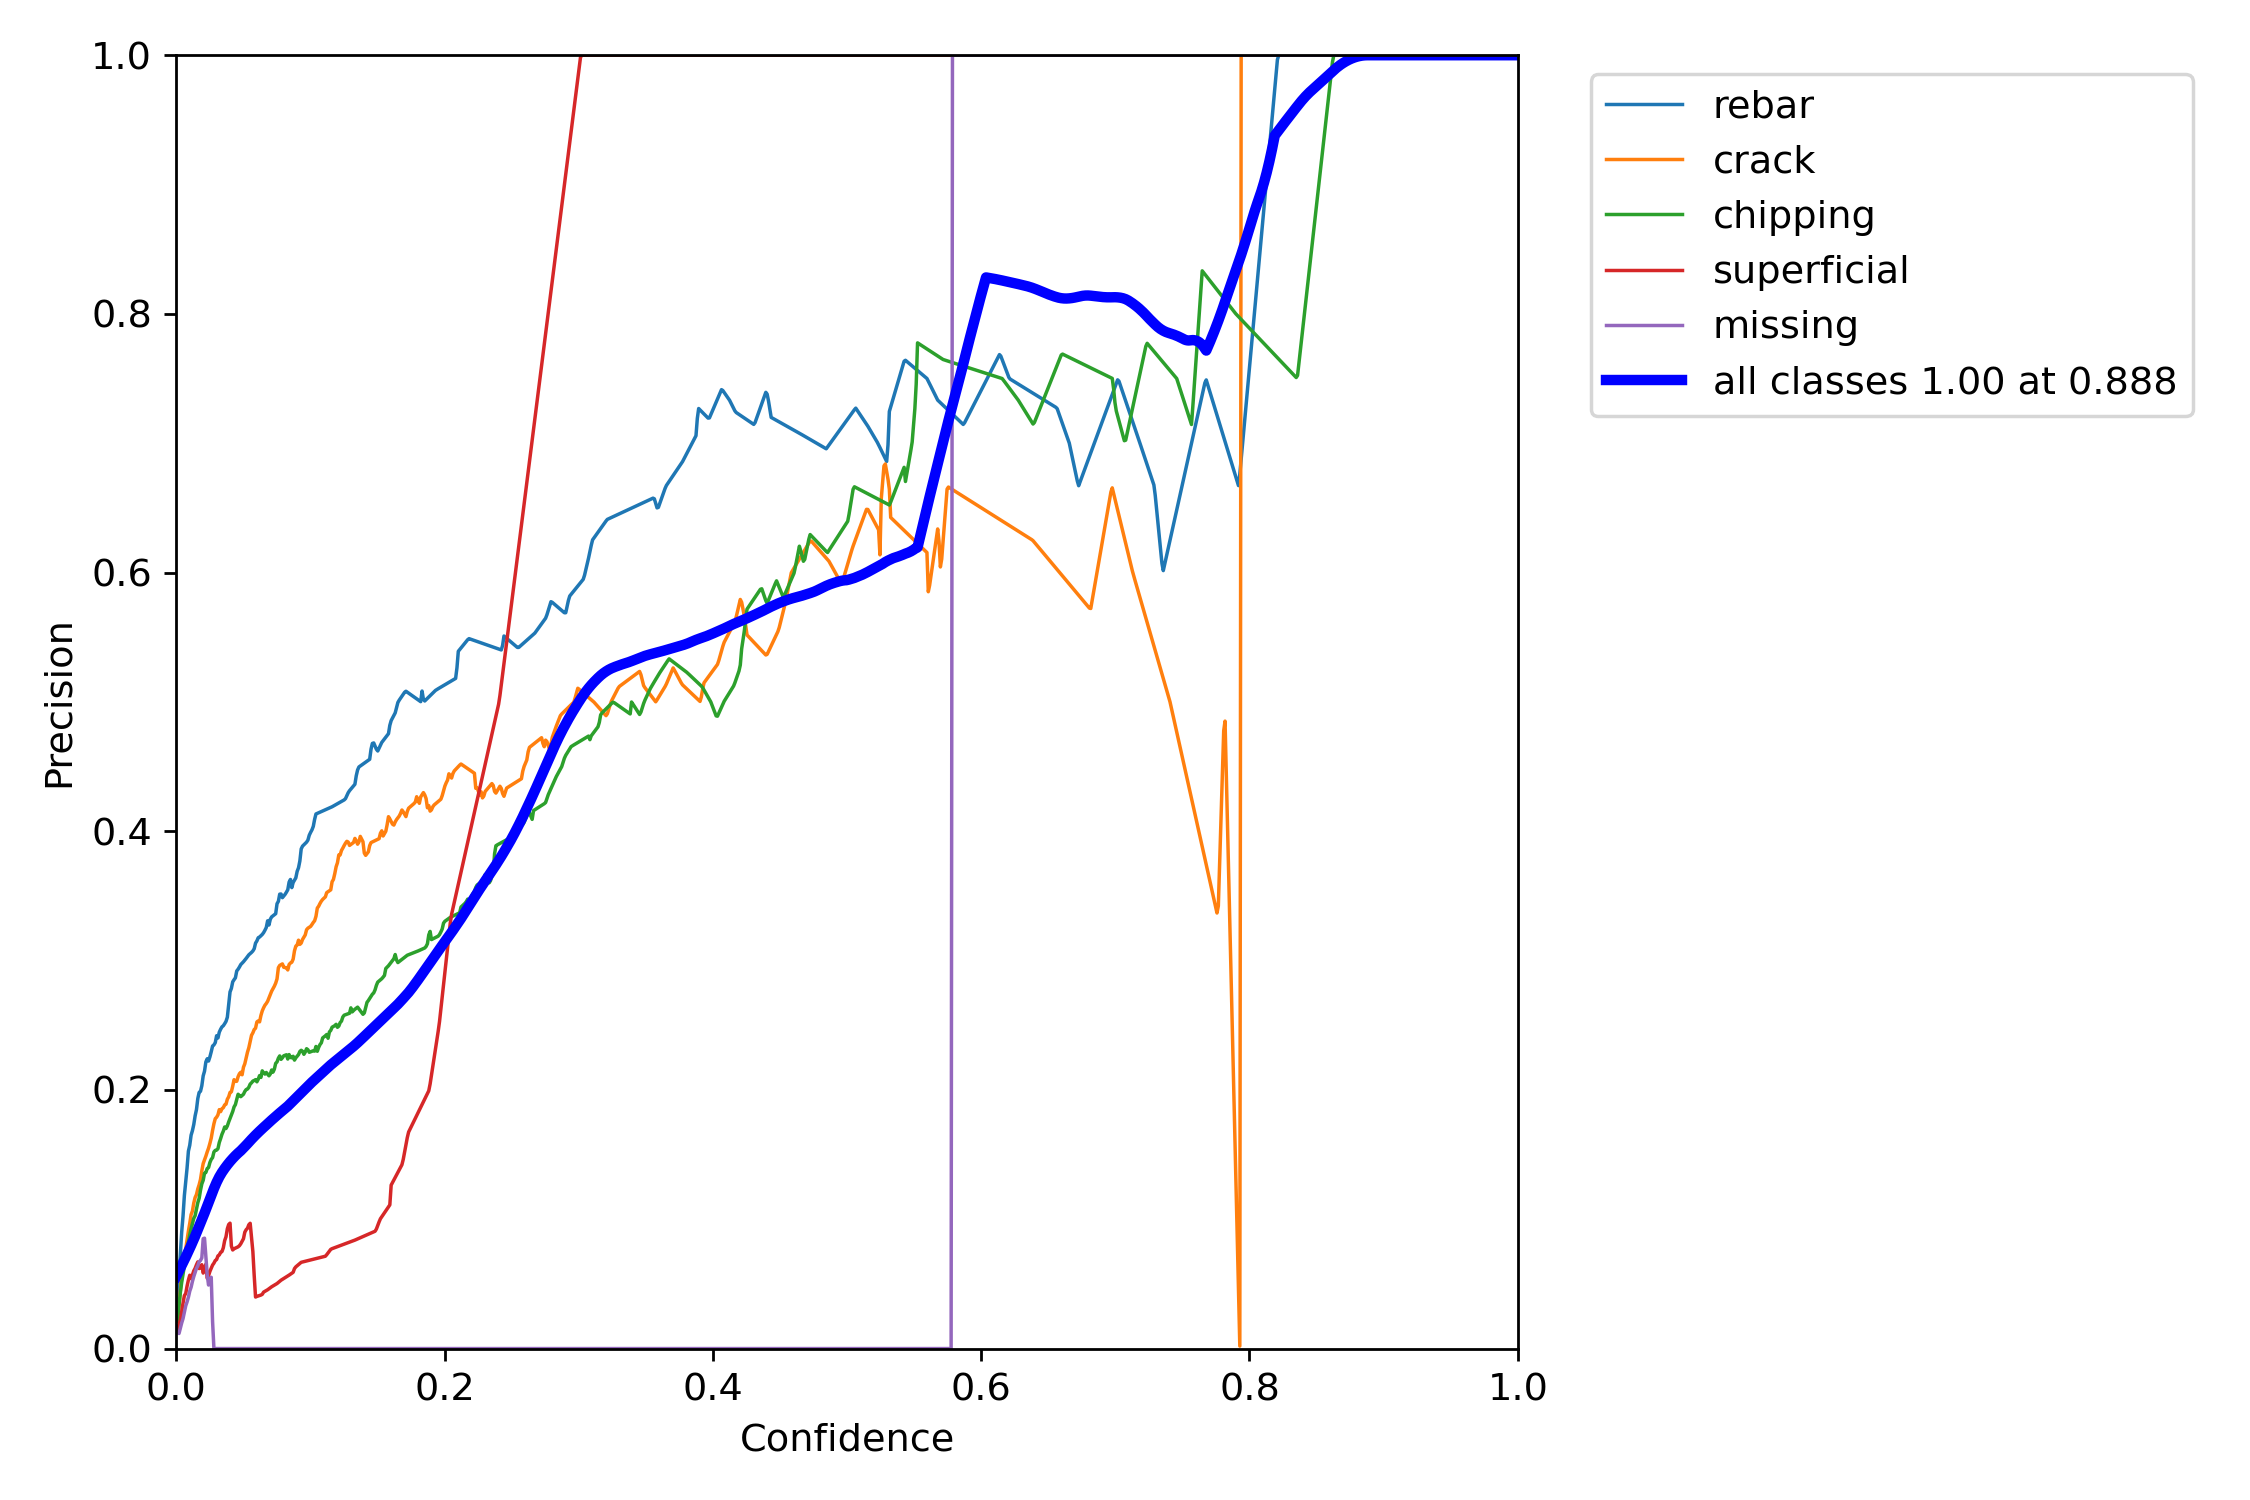 1.0
0.8
0.6
0.4
0.2
0.0
Precision
0.0 0.2 0.4 0.6 0.8 1.0
Confidence
rebar
crack
chipping
superficial
missing
all classes 1.00 at 0.888